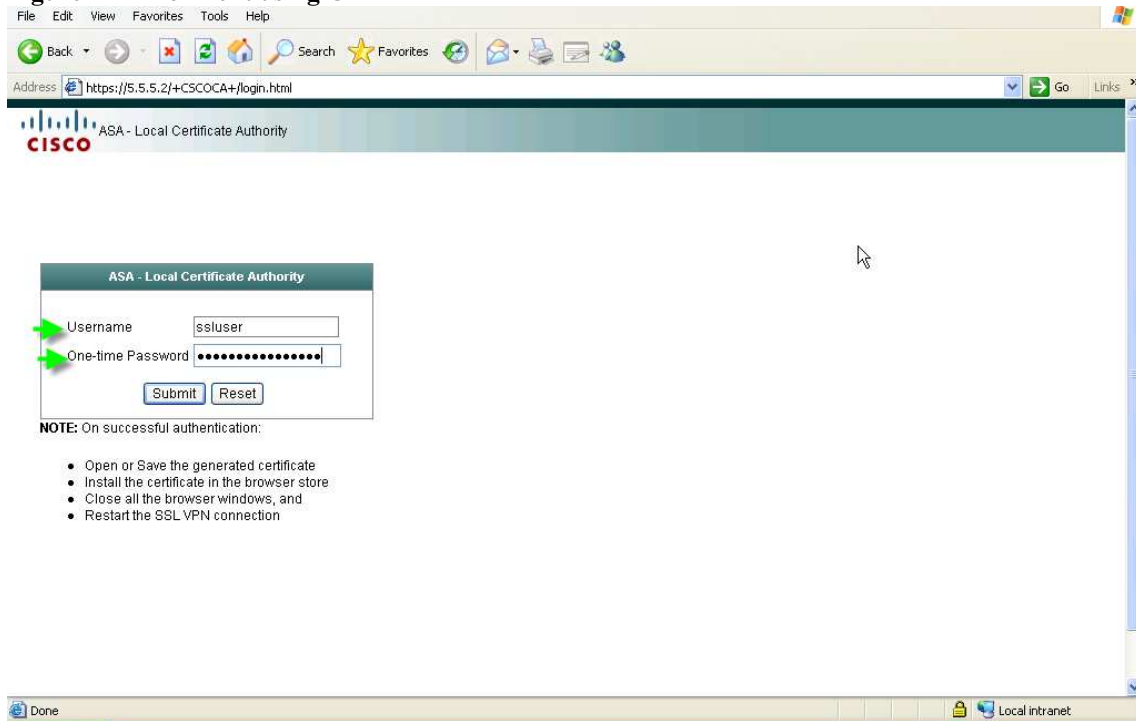 File Edit View Favorites Tools Help
Back Search Favorites
Address https://5.5.5.2/+CSCOCA+/login.html Go Links »
CISCO ASA - Local Certificate Authority
ASA - Local Certificate Authority
Username ssluser
One-time Password ●●●●●●●●●●●●●●●●
Submit Reset
NOTE: On successful authentication:
● Open or Save the generated certificate
● Install the certificate in the browser store
● Close all the browser windows, and
● Restart the SSL VPN connection
Done Local intranet